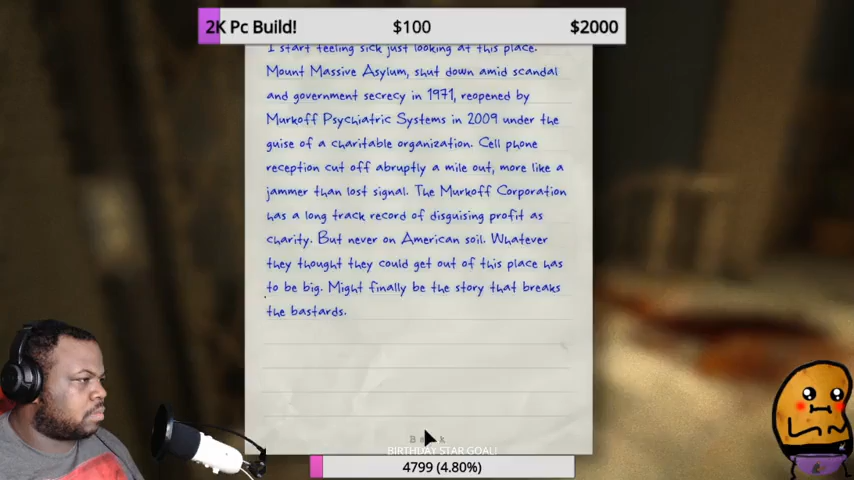 2K Pc Build! $100 $2000
I start feeling sick just looking at this place.
Mount Massive Asylum, shut down amid scandal
and government secrecy in 1971, reopened by
Murkoff Psychiatric Systems in 2009 under the
guise of a charitable organization. Cell phone
reception cut off abruptly a mile out, more like a
jammer than lost signal. The Murkoff Corporation
has a long track record of disguising profit as
charity. But never on American soil. Whatever
they thought they could get out of this place has
to be big. Might finally be the story that breaks
the bastards.
Back
BIRTHDAY STAR GOAL!
4799 (4.80%)